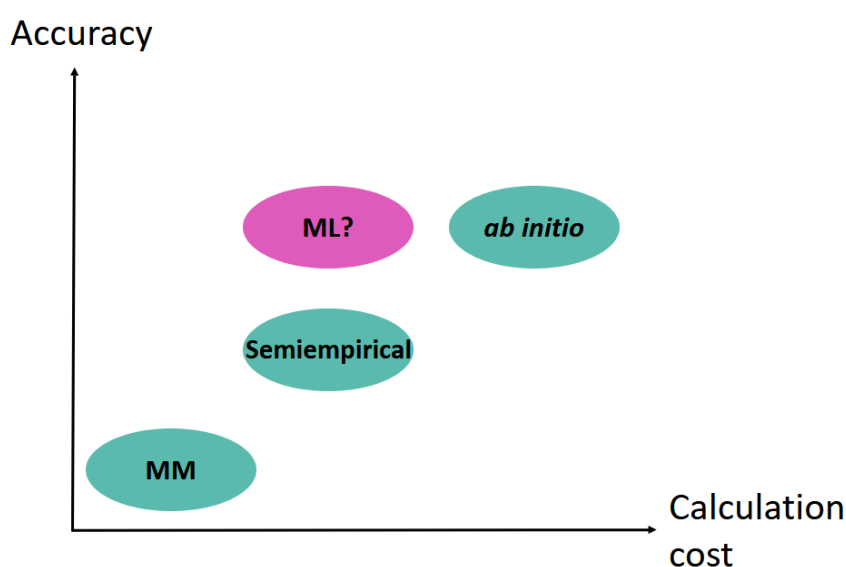 Accuracy
ML?
ab initio
Semiempirical
MM
Calculation
cost